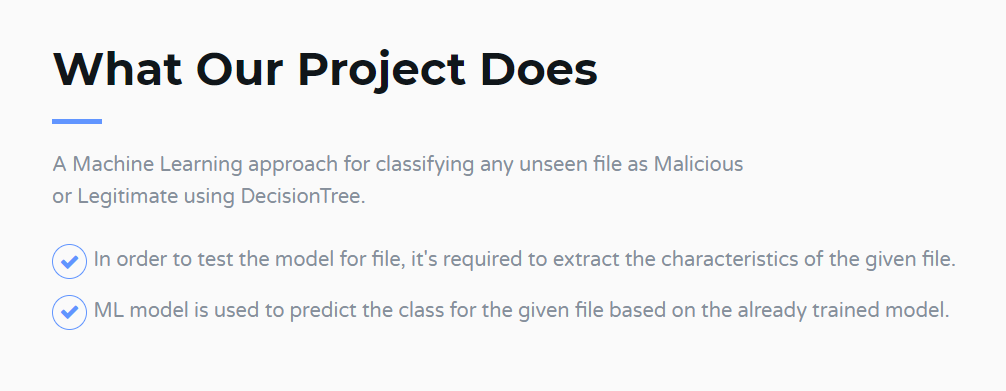 What Our Project Does
A Machine Learning approach for classifying any unseen file as Malicious
or Legitimate using DecisionTree.
In order to test the model for file, it's required to extract the characteristics of the given file.
ML model is used to predict the class for the given file based on the already trained model.